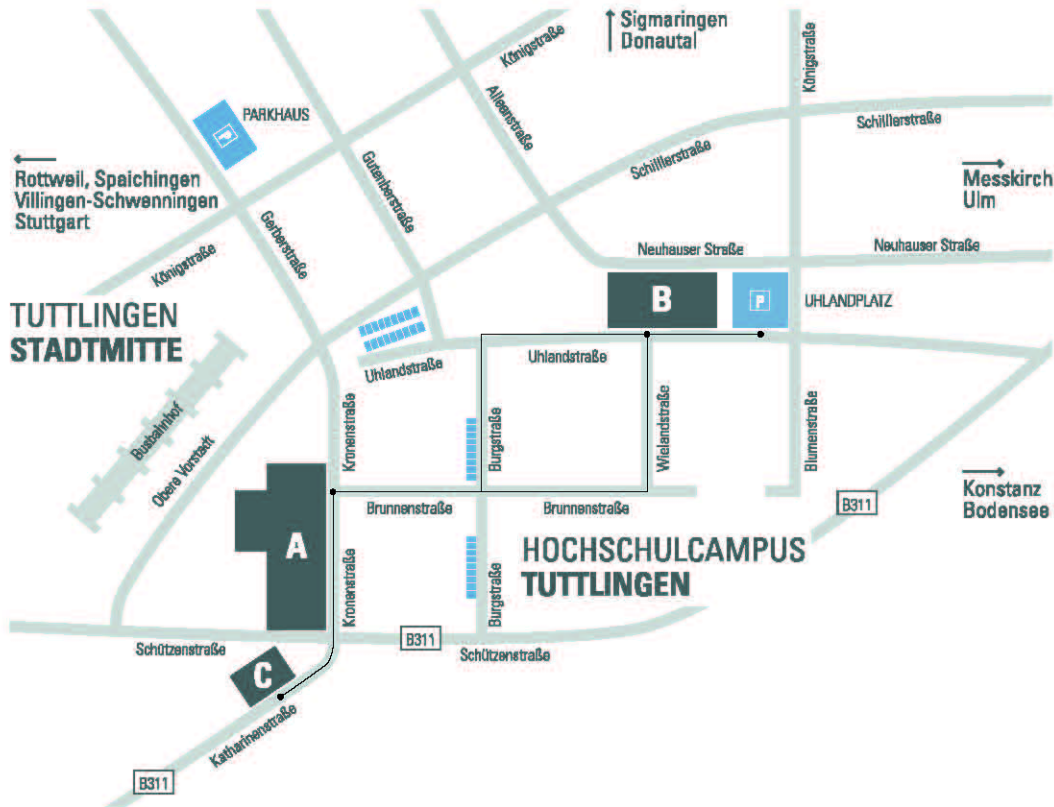 Sigmaringen
Donautal
Königstraße
Königstraße
PARKHAUS
P
Alleenstraße
Schilllerstraße
Schilllerstraße
Gutenbergstraße
Rottweil, Spaichingen
Villingen-Schwenningen
Stuttgart
Messkirch
Ulm
Gerberstraße
Königstraße
Neuhauser Straße
Neuhauser Straße
B
P
UHLANDPLATZ
TUTTLINGEN
STADTMITTE
Uhlandstraße
Uhlandstraße
Busbahnhof
Obere Vorstadt
Kronenstraße
Burgstraße
Wielandstraße
Blumenstraße
Konstanz
Bodensee
B311
Brunnenstraße
Brunnenstraße
A
HOCHSCHULCAMPUS
TUTTLINGEN
Kronenstraße
Burgstraße
B311
Schützenstraße
Schützenstraße
C
Katharinenstraße
B311